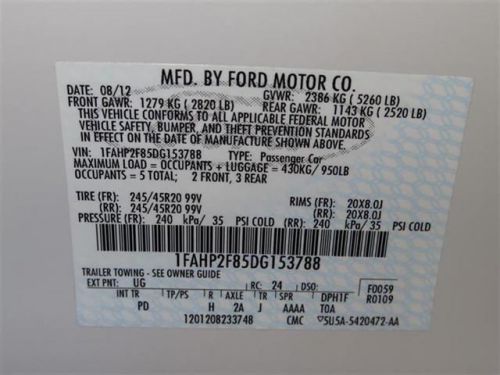 MFD. BY FORD MOTOR CO.
DATE: 08/12 GVWR: 2386 KG ( 5260 LB)
FRONT GAWR: 1279 KG ( 2820 LB) REAR GAWR: 1143 KG ( 2520 LB)
THIS VEHICLE CONFORMS TO ALL APPLICABLE FEDERAL MOTOR
VEHICLE SAFETY, BUMPER, AND THEFT PREVENTION STANDARDS
IN EFFECT ON THE DATE OF MANUFACTURE SHOWN ABOVE.
VIN: 1FAHP2F85DG153788 TYPE: Passenger Car
MAXIMUM LOAD = OCCUPANTS + LUGGAGE = 430KG/ 950LB
OCCUPANTS = 5 TOTAL; 2 FRONT, 3 REAR
TIRE (FR): 245/45R20 99V RIMS (FR): 20X8.0J
(RR): 245/45R20 99V (RR): 20X8.0J
PRESSURE (FR): 240 kPa/ 35 PSI COLD (RR): 240 kPa/ 35 PSI COLD
1FAHP2F85DG153788
TRAILER TOWING - SEE OWNER GUIDE
EXT PNT: UG RC: 24 DSO: F0059
R0109
INT TR TP/PS R AXLE TR SPR DPH1F
PD H 2A J AAAA TOA
1201208233748 CMC 5U5A-5420472-AA